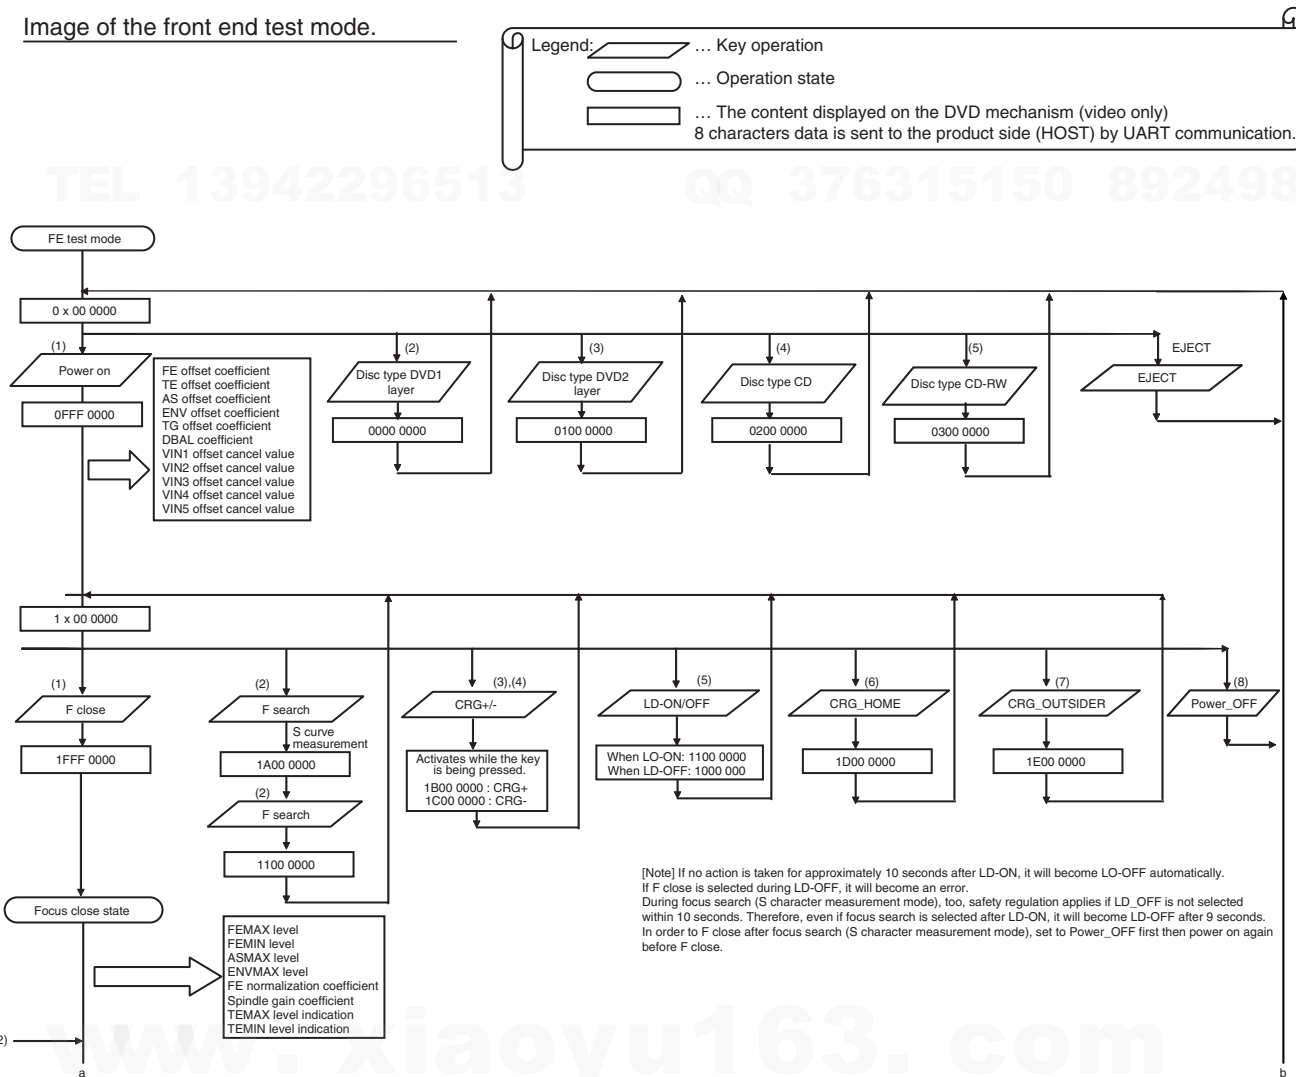 Image of the front end test mode.
Legend:
… Key operation
… Operation state
… The content displayed on the DVD mechanism (video only)
8 characters data is sent to the product side (HOST) by UART communication.
TEL 13942296513
QQ 376315150 892498
FE test mode
0 x 00 0000
(1)
Power on
0FFF 0000
FE offset coefficient
TE offset coefficient
AS offset coefficient
ENV offset coefficient
TG offset coefficient
DBAL coefficient
VIN1 offset cancel value
VIN2 offset cancel value
VIN3 offset cancel value
VIN4 offset cancel value
VIN5 offset cancel value
(2)
Disc type DVD1
layer
0000 0000
(3)
Disc type DVD2
layer
0100 0000
(4)
Disc type CD
0200 0000
(5)
Disc type CD-RW
0300 0000
EJECT
EJECT
1 x 00 0000
(1)
F close
1FFF 0000
(2)
F search
S curve
measurement
1A00 0000
(2)
F search
1100 0000
(3),(4)
CRG+/-
Activates while the key
is being pressed.
1B00 0000 : CRG+
1C00 0000 : CRG-
(5)
LD-ON/OFF
When LO-ON: 1100 0000
When LD-OFF: 1000 000
(6)
CRG_HOME
1D00 0000
(7)
CRG_OUTSIDER
1E00 0000
(8)
Power_OFF
[Note] If no action is taken for approximately 10 seconds after LD-ON, it will become LO-OFF automatically.
If F close is selected during LD-OFF, it will become an error.
During focus search (S character measurement mode), too, safety regulation applies if LD_OFF is not selected
within 10 seconds. Therefore, even if focus search is selected after LD-ON, it will become LD-OFF after 9 seconds.
In order to F close after focus search (S character measurement mode), set to Power_OFF first then power on again
before F close.
Focus close state
FEMAX level
FEMIN level
ASMAX level
ENVMAX level
FE normalization coefficient
Spindle gain coefficient
TEMAX level indication
TEMIN level indication
2)
www.xiaoyu163.com
a
b